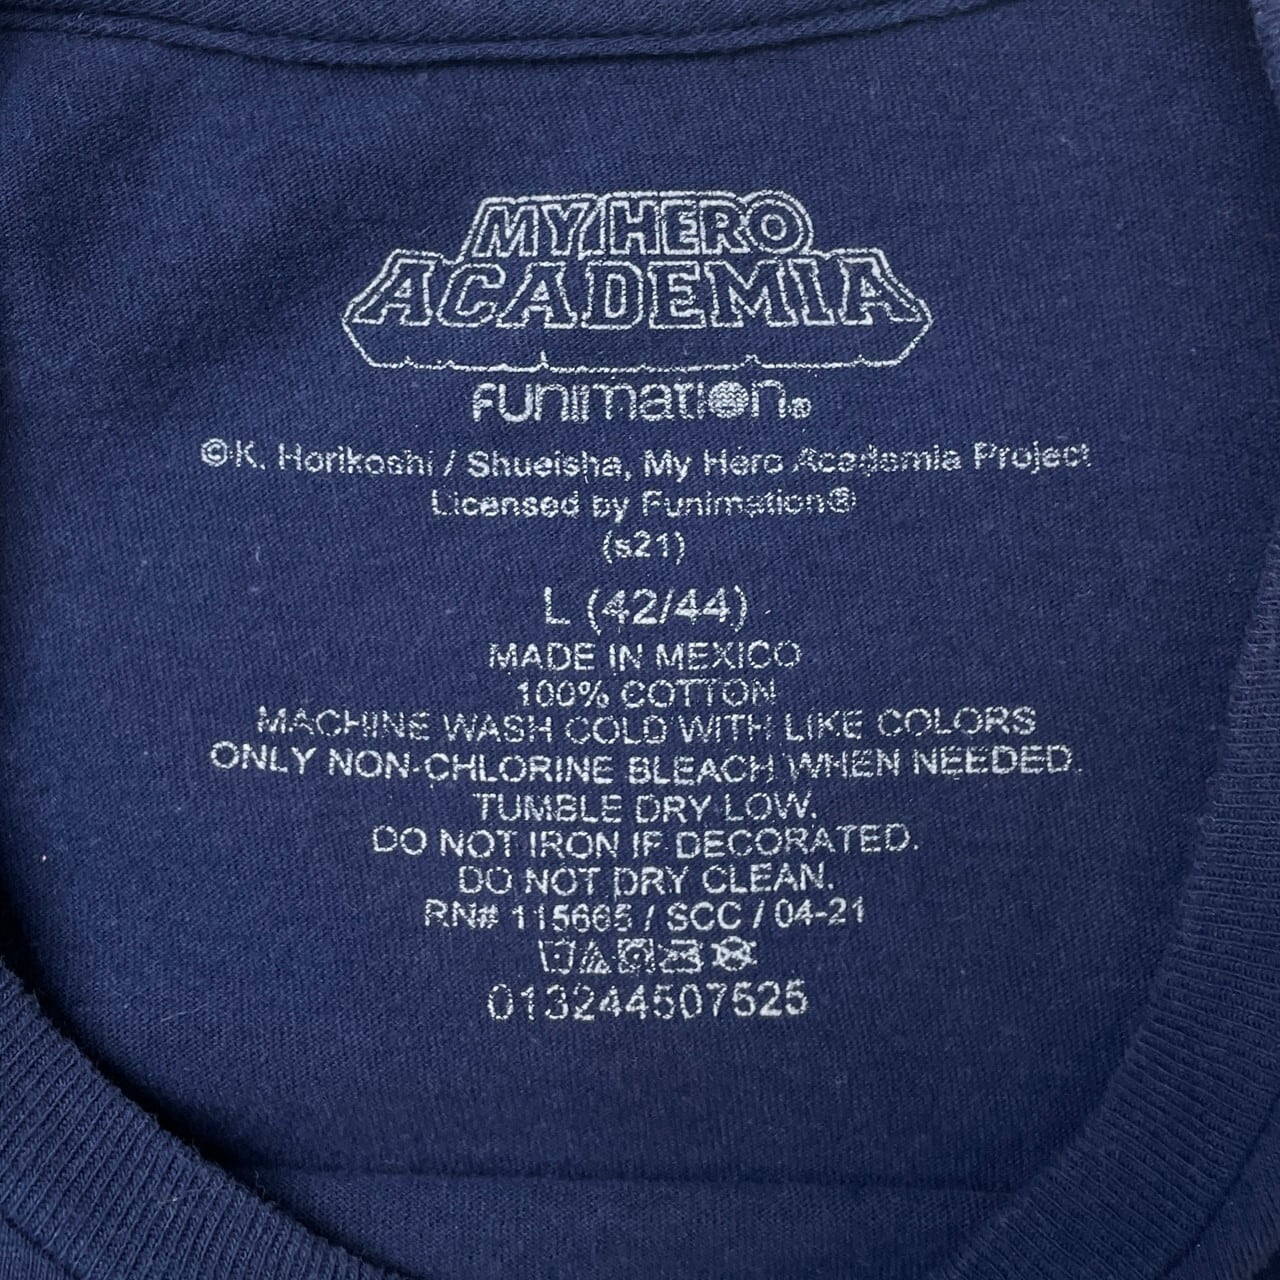 MY HERO
ACADEMIA
FUnimation®
©K. Horikoshi / Shueisha, My Hero Academia Project
Licensed by Funimation®
(s21)
L (42/44)
MADE IN MEXICO
100% COTTON
MACHINE WASH COLD WITH LIKE COLORS
ONLY NON-CHLORINE BLEACH WHEN NEEDED.
TUMBLE DRY LOW.
DO NOT IRON IF DECORATED.
DO NOT DRY CLEAN.
RN# 115665 / SCC / 04-21
013244507525